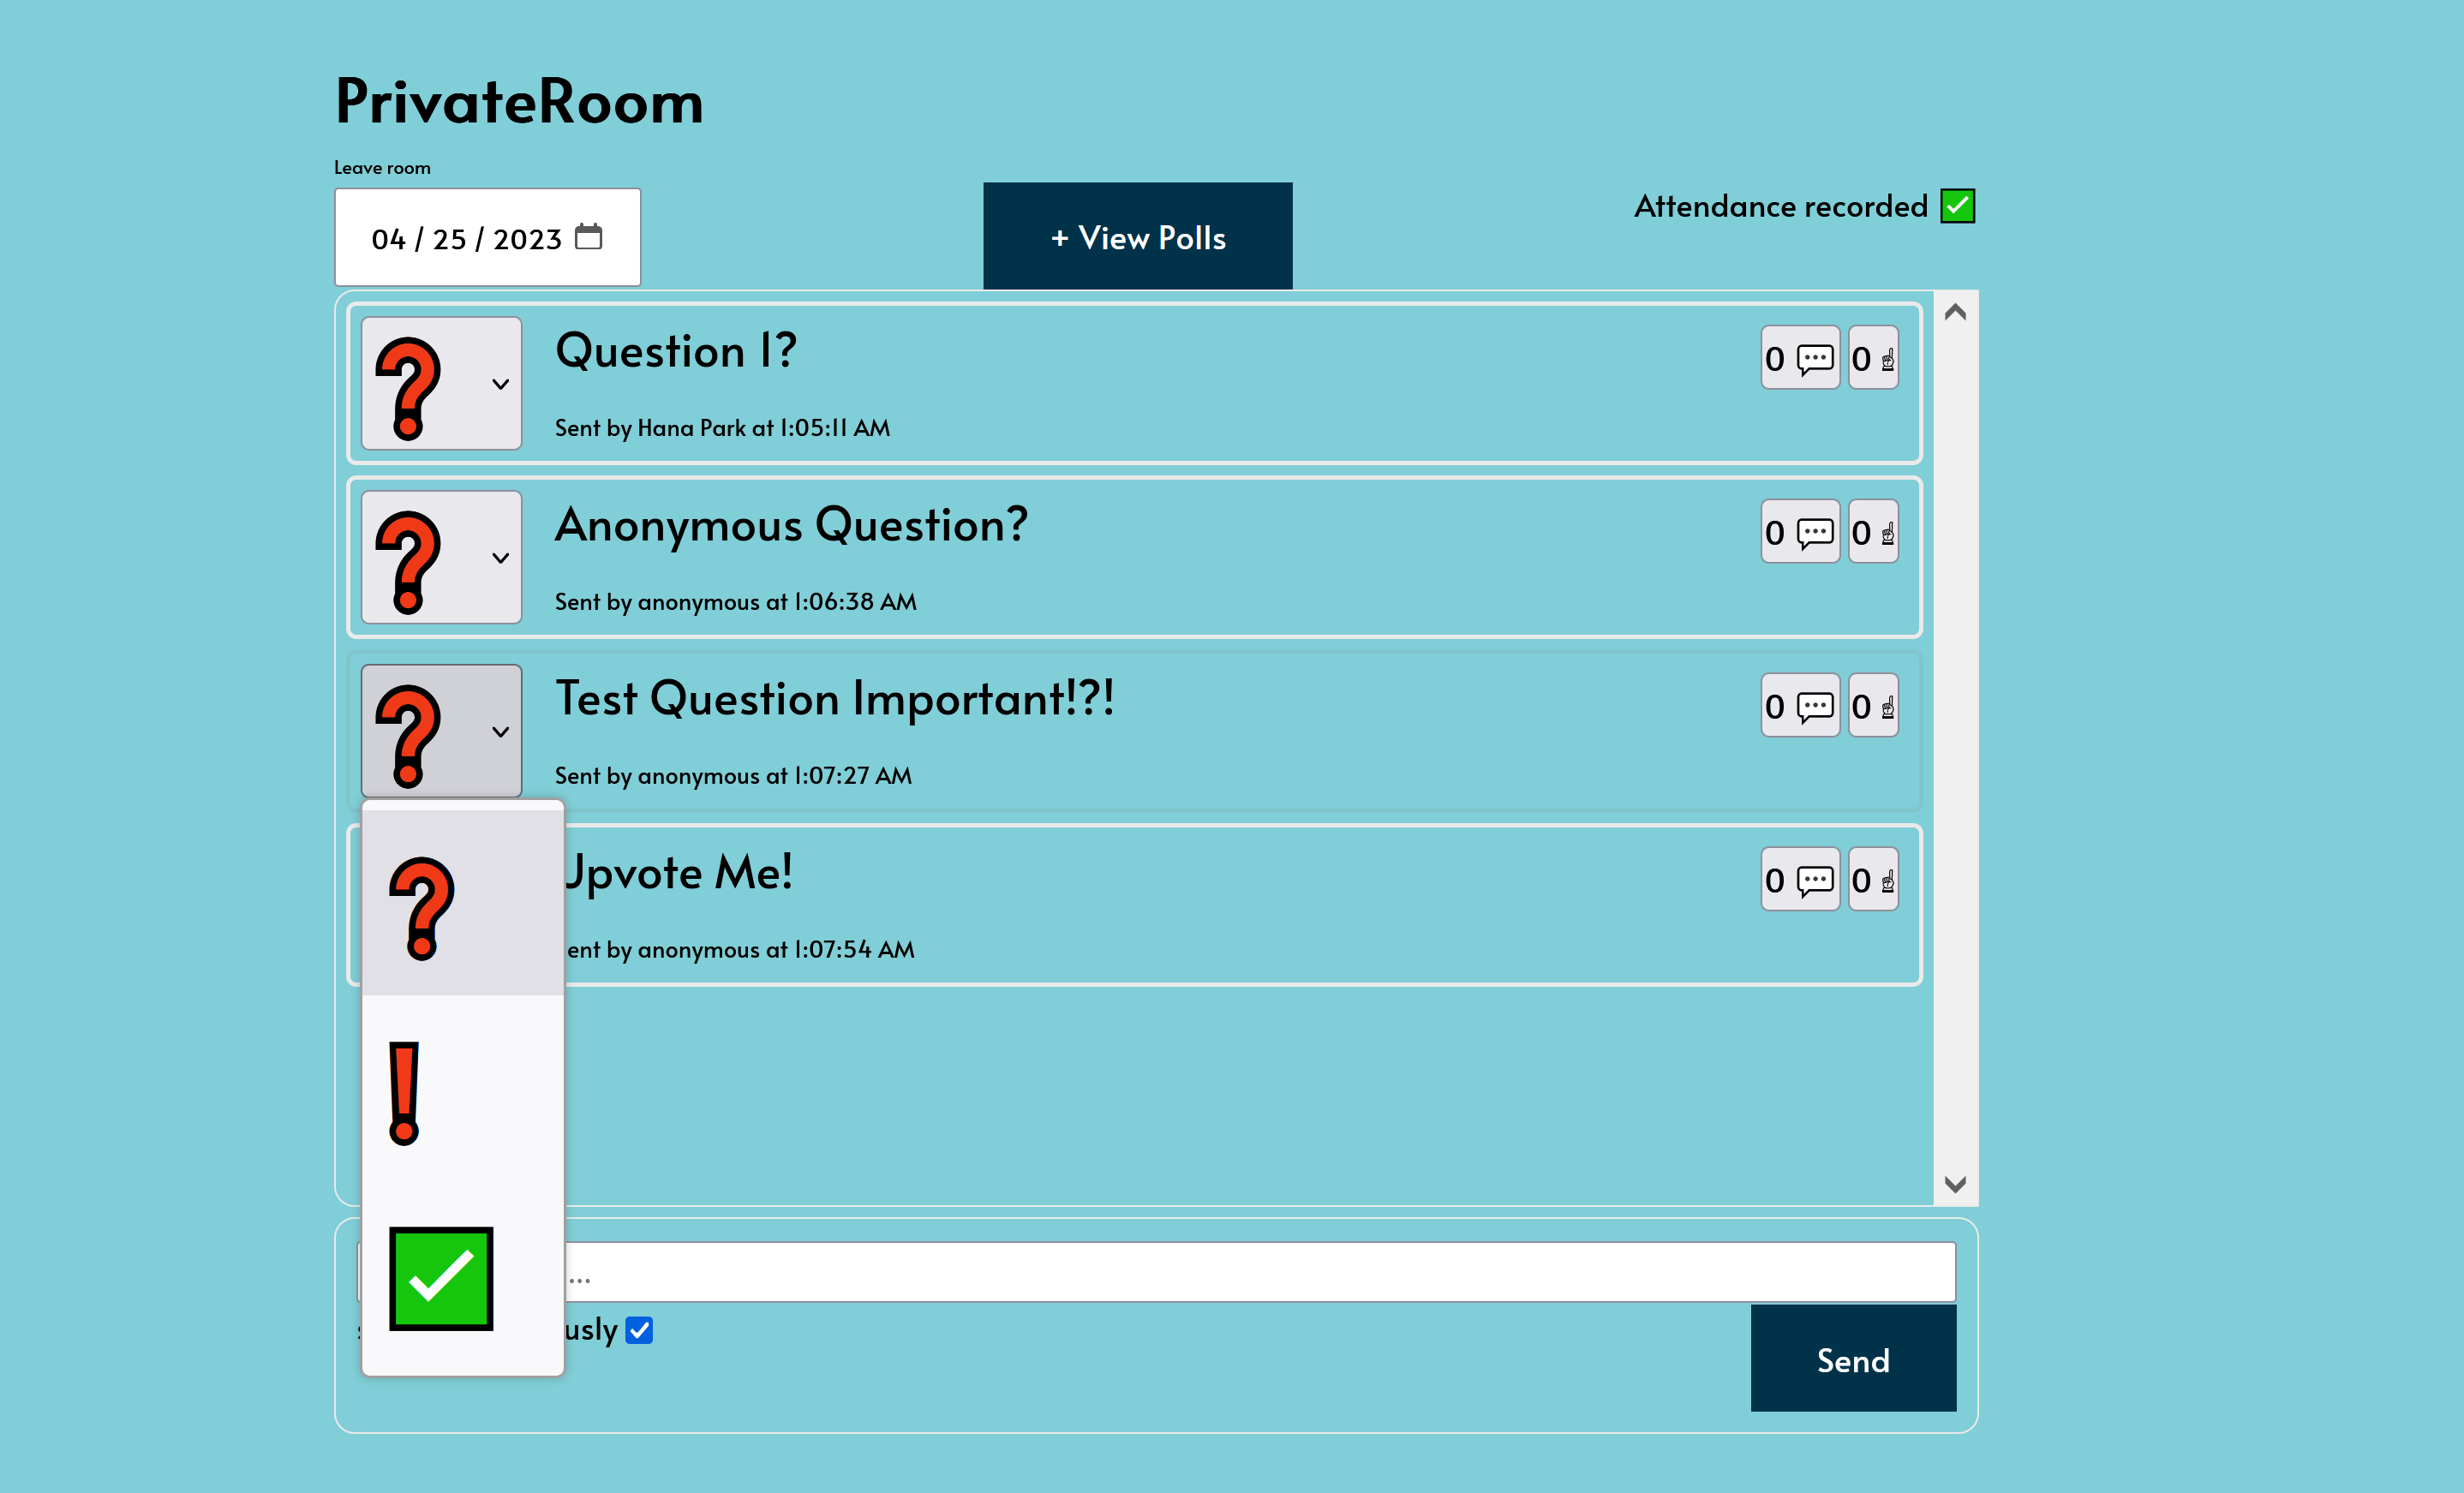 PrivateRoom
Leave room
04 / 25 / 2023
+ View Polls
Attendance recorded
Question 1?
0 0
Sent by Hana Park at 1:05:11 AM
Anonymous Question?
0 0
Sent by anonymous at 1:06:38 AM
Test Question Important!?!
0 0
Sent by anonymous at 1:07:27 AM
Upvote Me!
0 0
ent by anonymous at 1:07:54 AM
...
usly
Send